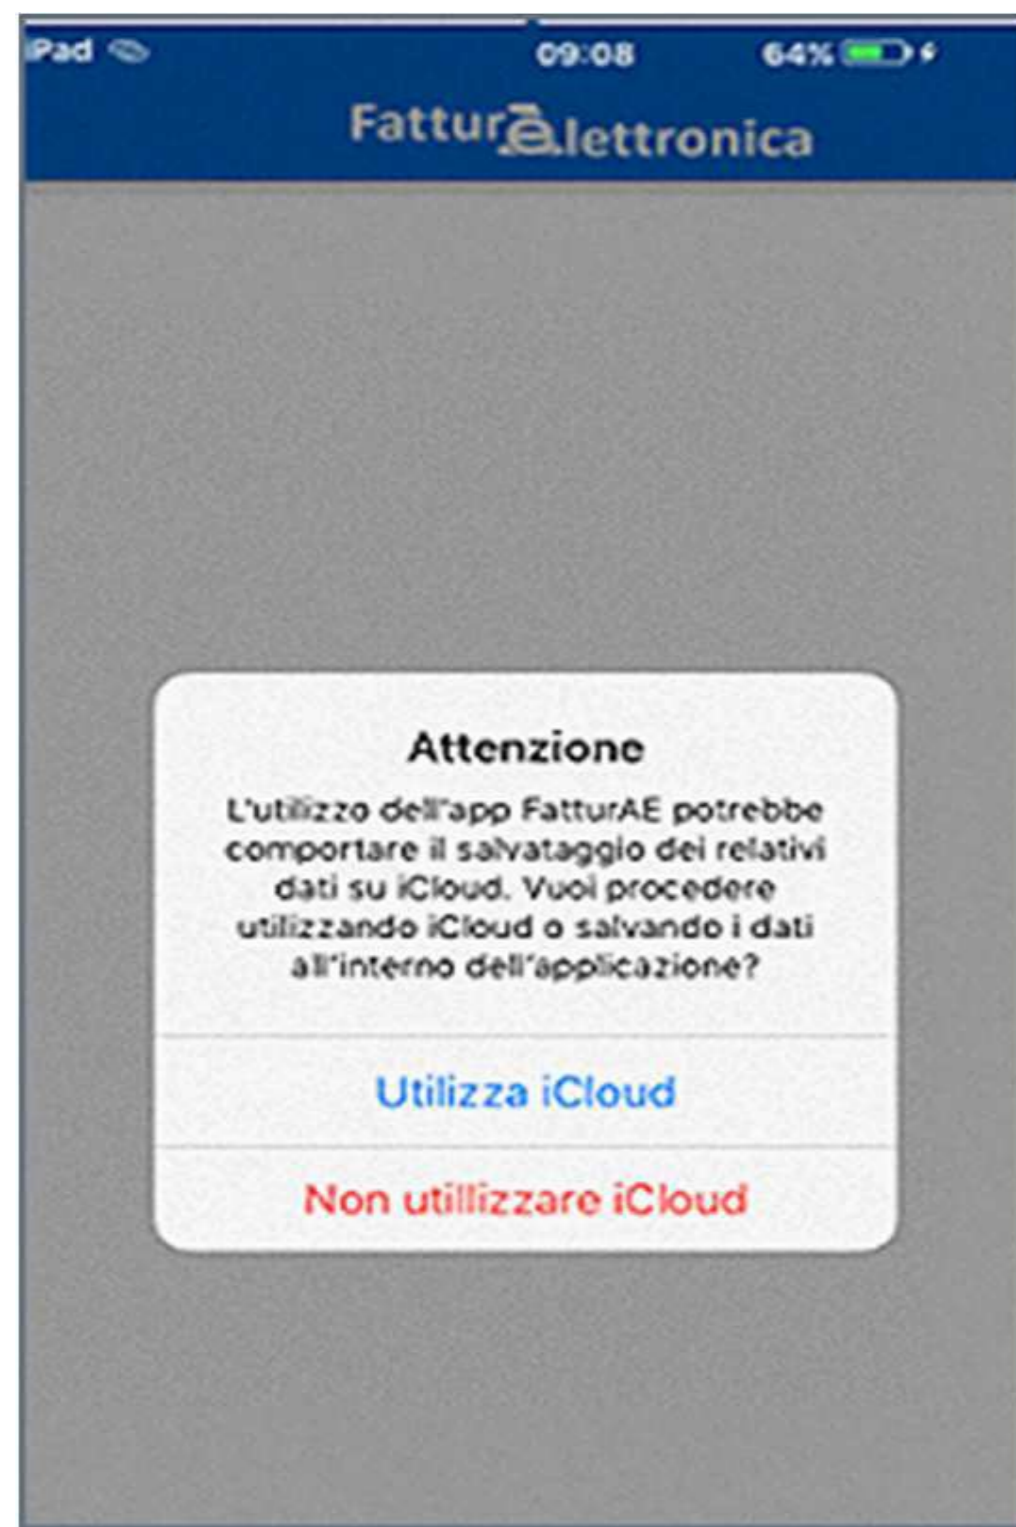 iPad 09:08 64%
FatturAElettronica
Attenzione
L'utilizzo dell'app FatturAE potrebbe
comportare il salvataggio dei relativi
dati su iCloud. Vuoi procedere
utilizzando iCloud o salvando i dati
all'interno dell'applicazione?
Utilizza iCloud
Non utillizzare iCloud